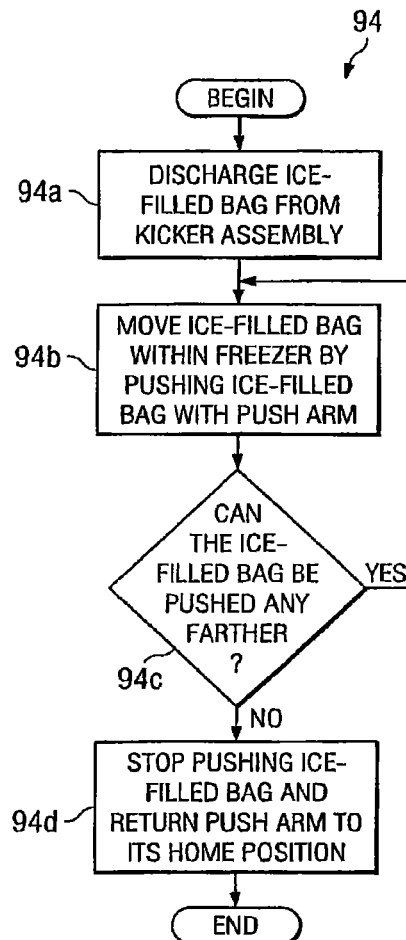 94
BEGIN
94a
DISCHARGE ICE-
FILLED BAG FROM
KICKER ASSEMBLY
94b
MOVE ICE-FILLED BAG
WITHIN FREEZER BY
PUSHING ICE-FILLED
BAG WITH PUSH ARM
CAN
THE ICE-
FILLED BAG BE
PUSHED ANY
FARTHER
?
YES
94c
NO
94d
STOP PUSHING ICE-
FILLED BAG AND
RETURN PUSH ARM TO
ITS HOME POSITION
END